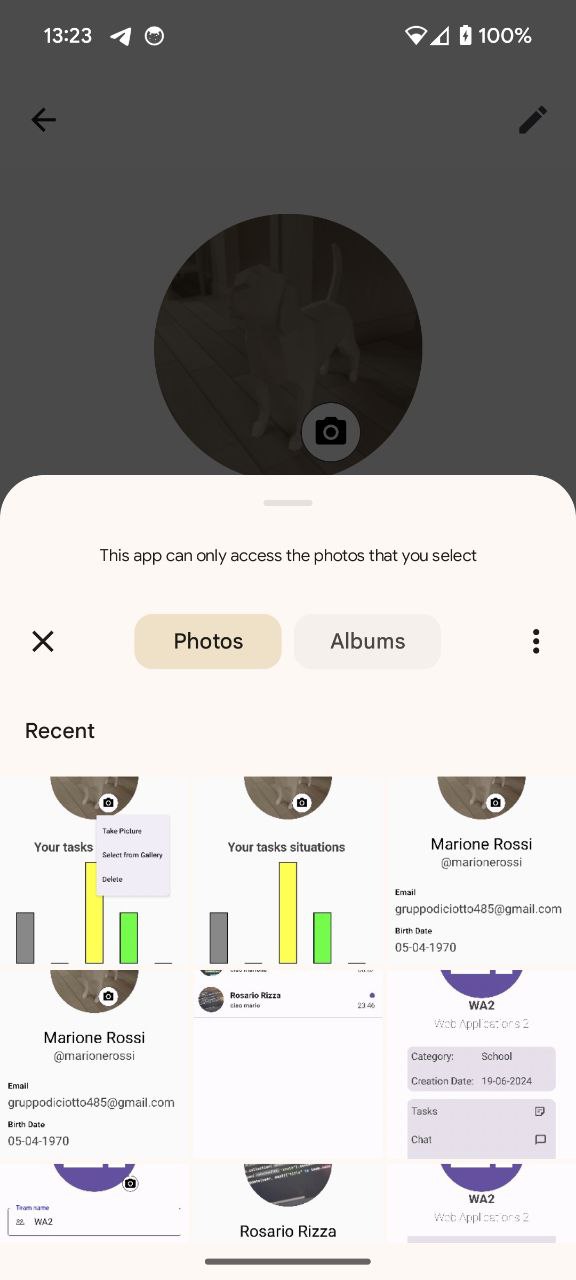 13:23
100%
This app can only access the photos that you select
Photos
Albums
Recent
Your tasks
Take Picture
Select from Gallery
Delete
Your tasks situations
Marione Rossi
@marionerossi
Email
gruppodiciotto485@gmail.com
Birth Date
05-04-1970
Marione Rossi
@marionerossi
Email
gruppodiciotto485@gmail.com
Birth Date
05-04-1970
Rosario Rizza
ciao mario
23:46
WA2
Web Applications 2
Category: School
Creation Date: 19-06-2024
Tasks
Chat
Team name
WA2
Rosario Rizza
WA2
Web Applications 2